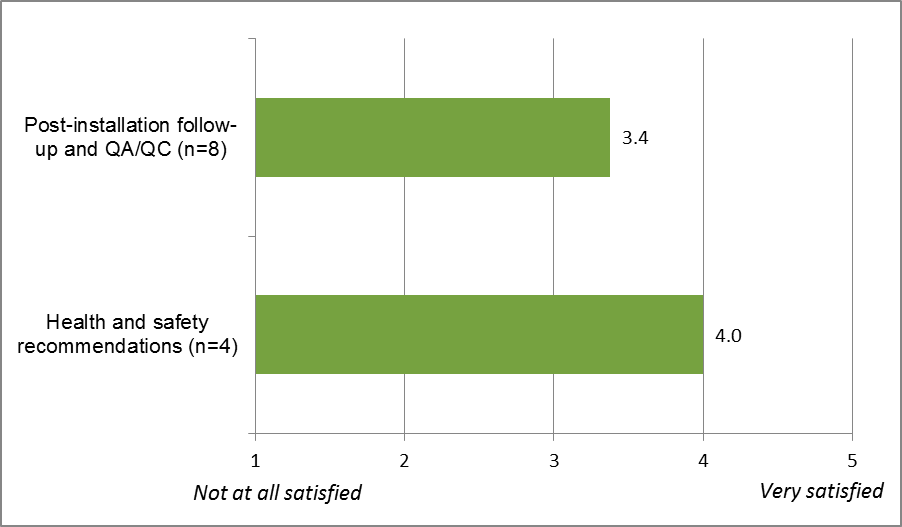 Post-installation follow-
up and QA/QC (n=8)
3.4
Health and safety
recommendations (n=4)
4.0
1 2 3 4 5
Not at all satisfied Very satisfied